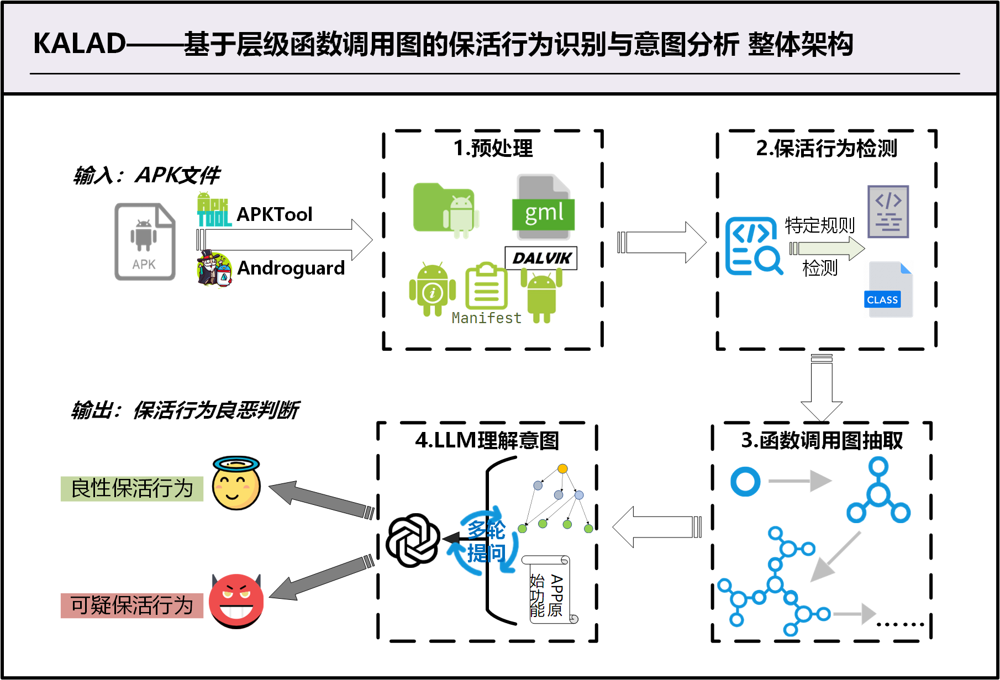 KALAD——基于层级函数调用图的保活行为识别与意图分析 整体架构
输入：APK文件
APK
APK
TOOL
APKTool
Androguard
1.预处理
gml
DALVIK
i
Manifest
2.保活行为检测
</>
特定规则
检测
</>
CLASS
3.函数调用图抽取
......
4.LLM理解意图
多轮
提问
APP原
始功能
输出：保活行为良恶判断
良性保活行为
可疑保活行为